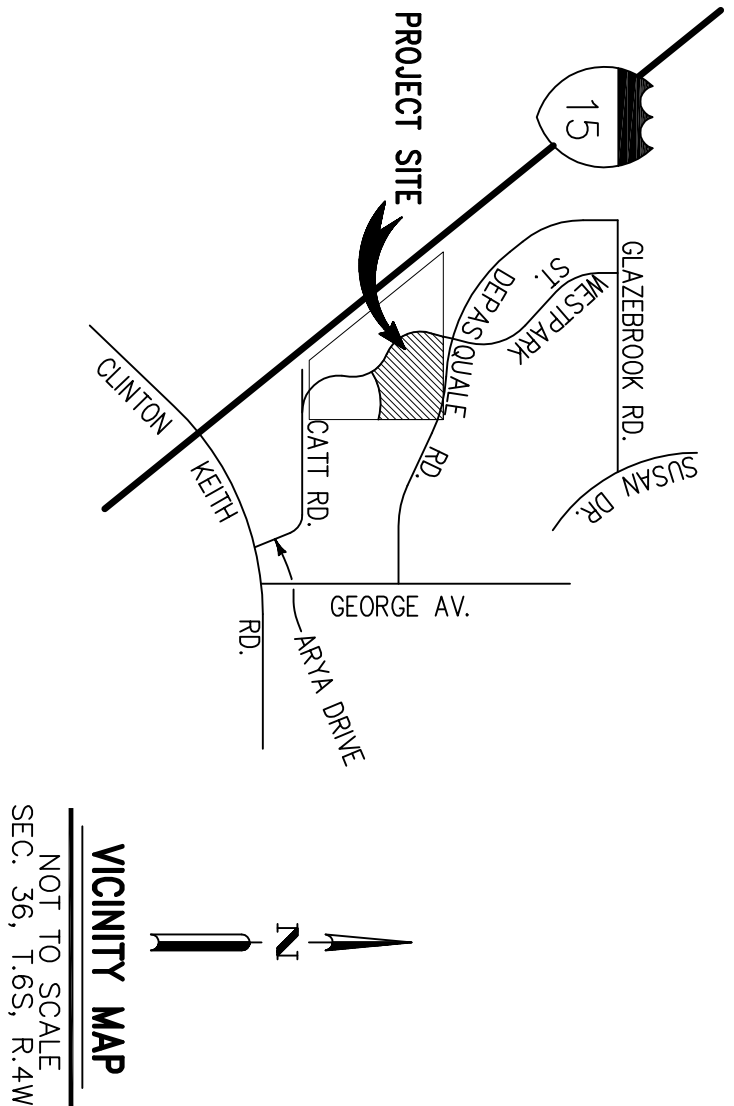 PROJECT SITE
15
GLAZEBROOK RD.
WESTPARK
ST.
DEPASQUALE
RD.
SUSAN DR.
CATT RD.
CLINTON
KEITH
RD.
GEORGE AV.
ARYA DRIVE
N
VICINITY MAP
NOT TO SCALE
SEC. 36, T.6S, R.4W